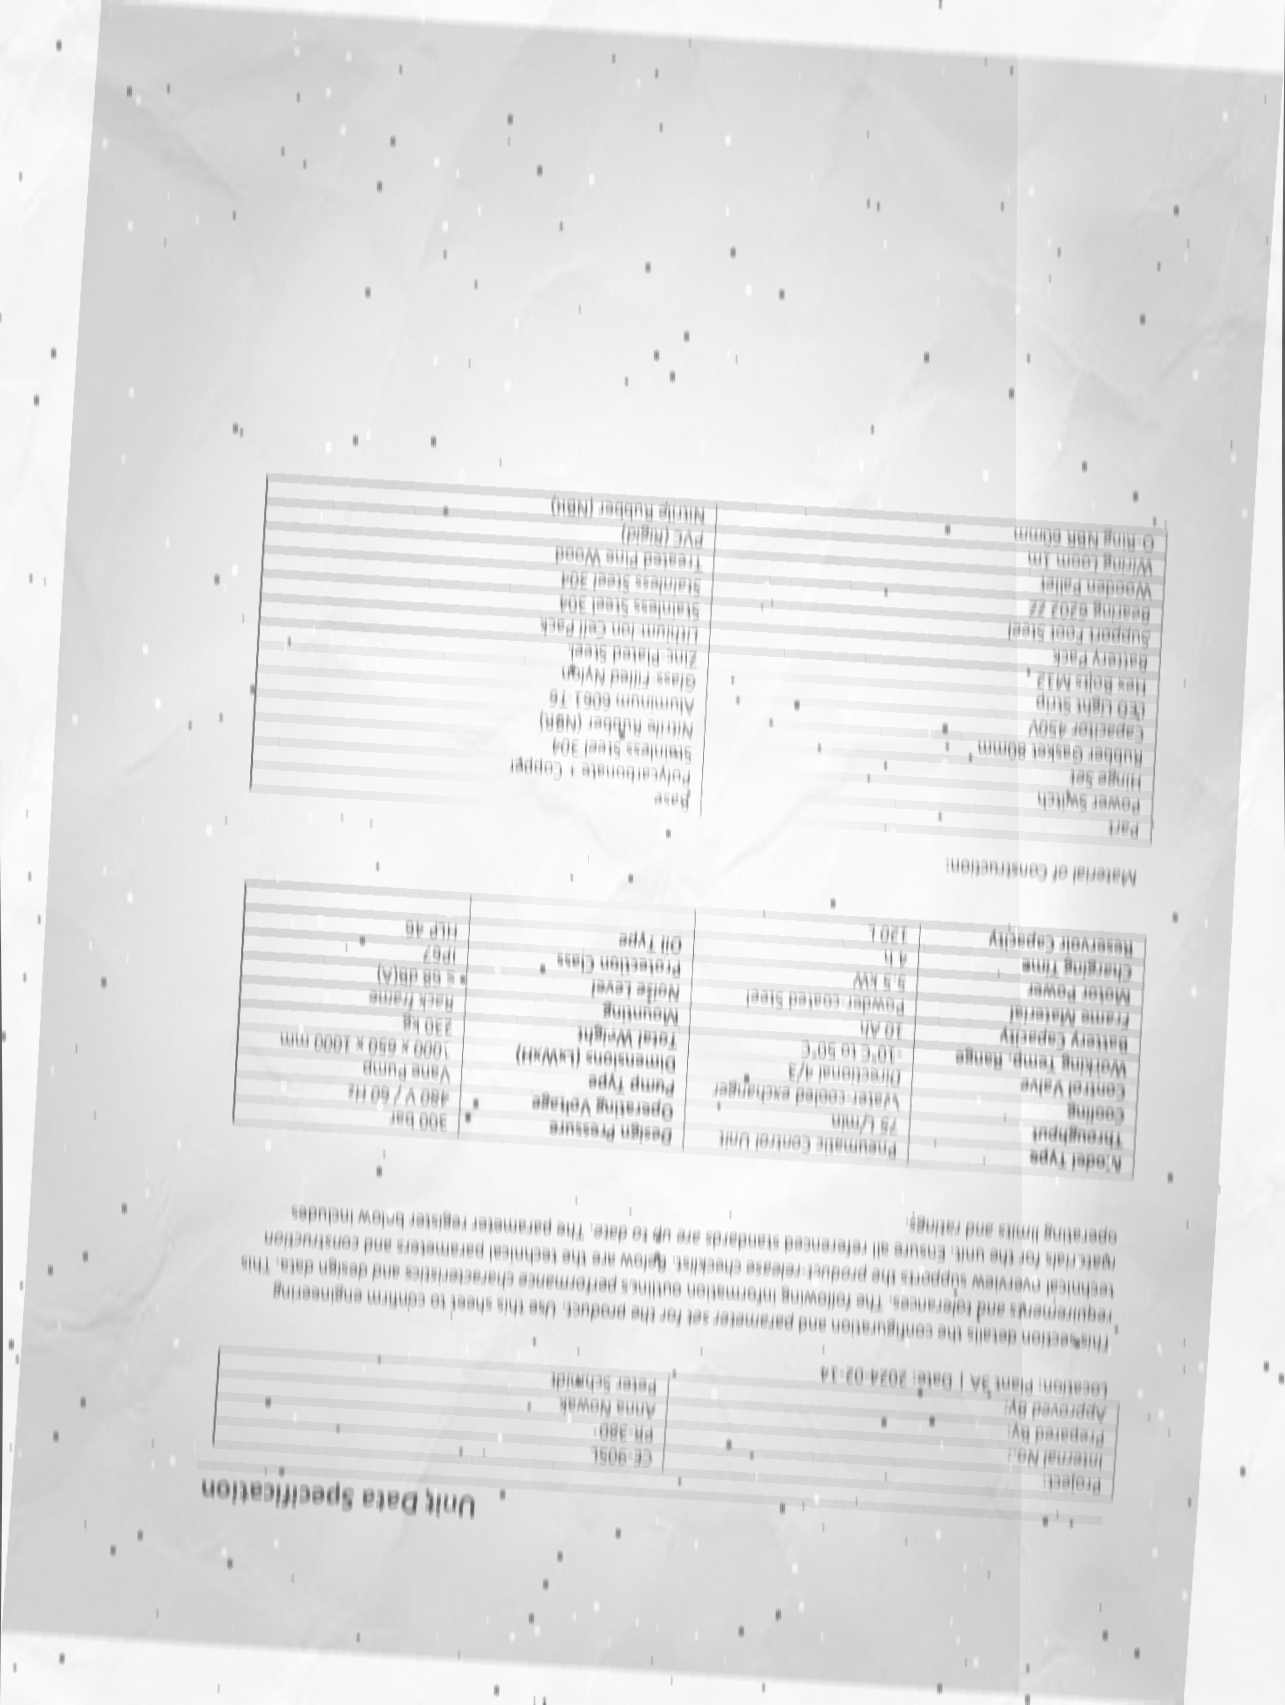 Unit Data Specification
Project: CE-905L
Internal No.: PR-380
Prepared By: Anna Nowak
Approved By: Peter Schmidt
Location: Plant 3A | Date: 2024-02-14
This section details the configuration and parameter set for the product. Use this sheet to confirm engineering
requirements and tolerances. The following information outlines performance characteristics and design data. This
technical overview supports the product release checklist. Below are the technical parameters and construction
materials for the unit. Ensure all referenced standards are up to date. The parameter register below includes
operating limits and ratings:
Model Type Pneumatic Control Unit Design Pressure 300 bar
Throughput 75 L/min Operating Voltage 480 V / 60 Hz
Cooling Water-cooled exchanger Pump Type Vane Pump
Control Valve Directional 4/3 Dimensions (LxWxH) 1000 x 650 x 1000 mm
Working Temp. Range -10°C to 50°C Total Weight 230 kg
Battery Capacity 10 Ah Mounting Rack frame
Frame Material Powder-coated Steel Noise Level ≤ 68 dB(A)
Motor Power 5.5 kW Protection Class IP67
Charging Time 4 h Oil Type HLP 46
Reservoir Capacity 120 L
Material of Construction:
Part Base
Power Switch Polycarbonate + Copper
Hinge Set Stainless Steel 304
Rubber Gasket 80mm Nitrile Rubber (NBR)
Capacitor 450V Aluminum 6061-T6
LED Light Strip Glass-Filled Nylon
Hex Bolts M12 Zinc Plated Steel
Battery Pack Lithium-Ion Cell Pack
Support Foot Steel Stainless Steel 304
Bearing 6202 ZZ Stainless Steel 304
Wooden Pallet Treated Pine Wood
Wiring Loom 1m PVC (Rigid)
O-Ring NBR 60mm Nitrile Rubber (NBR)